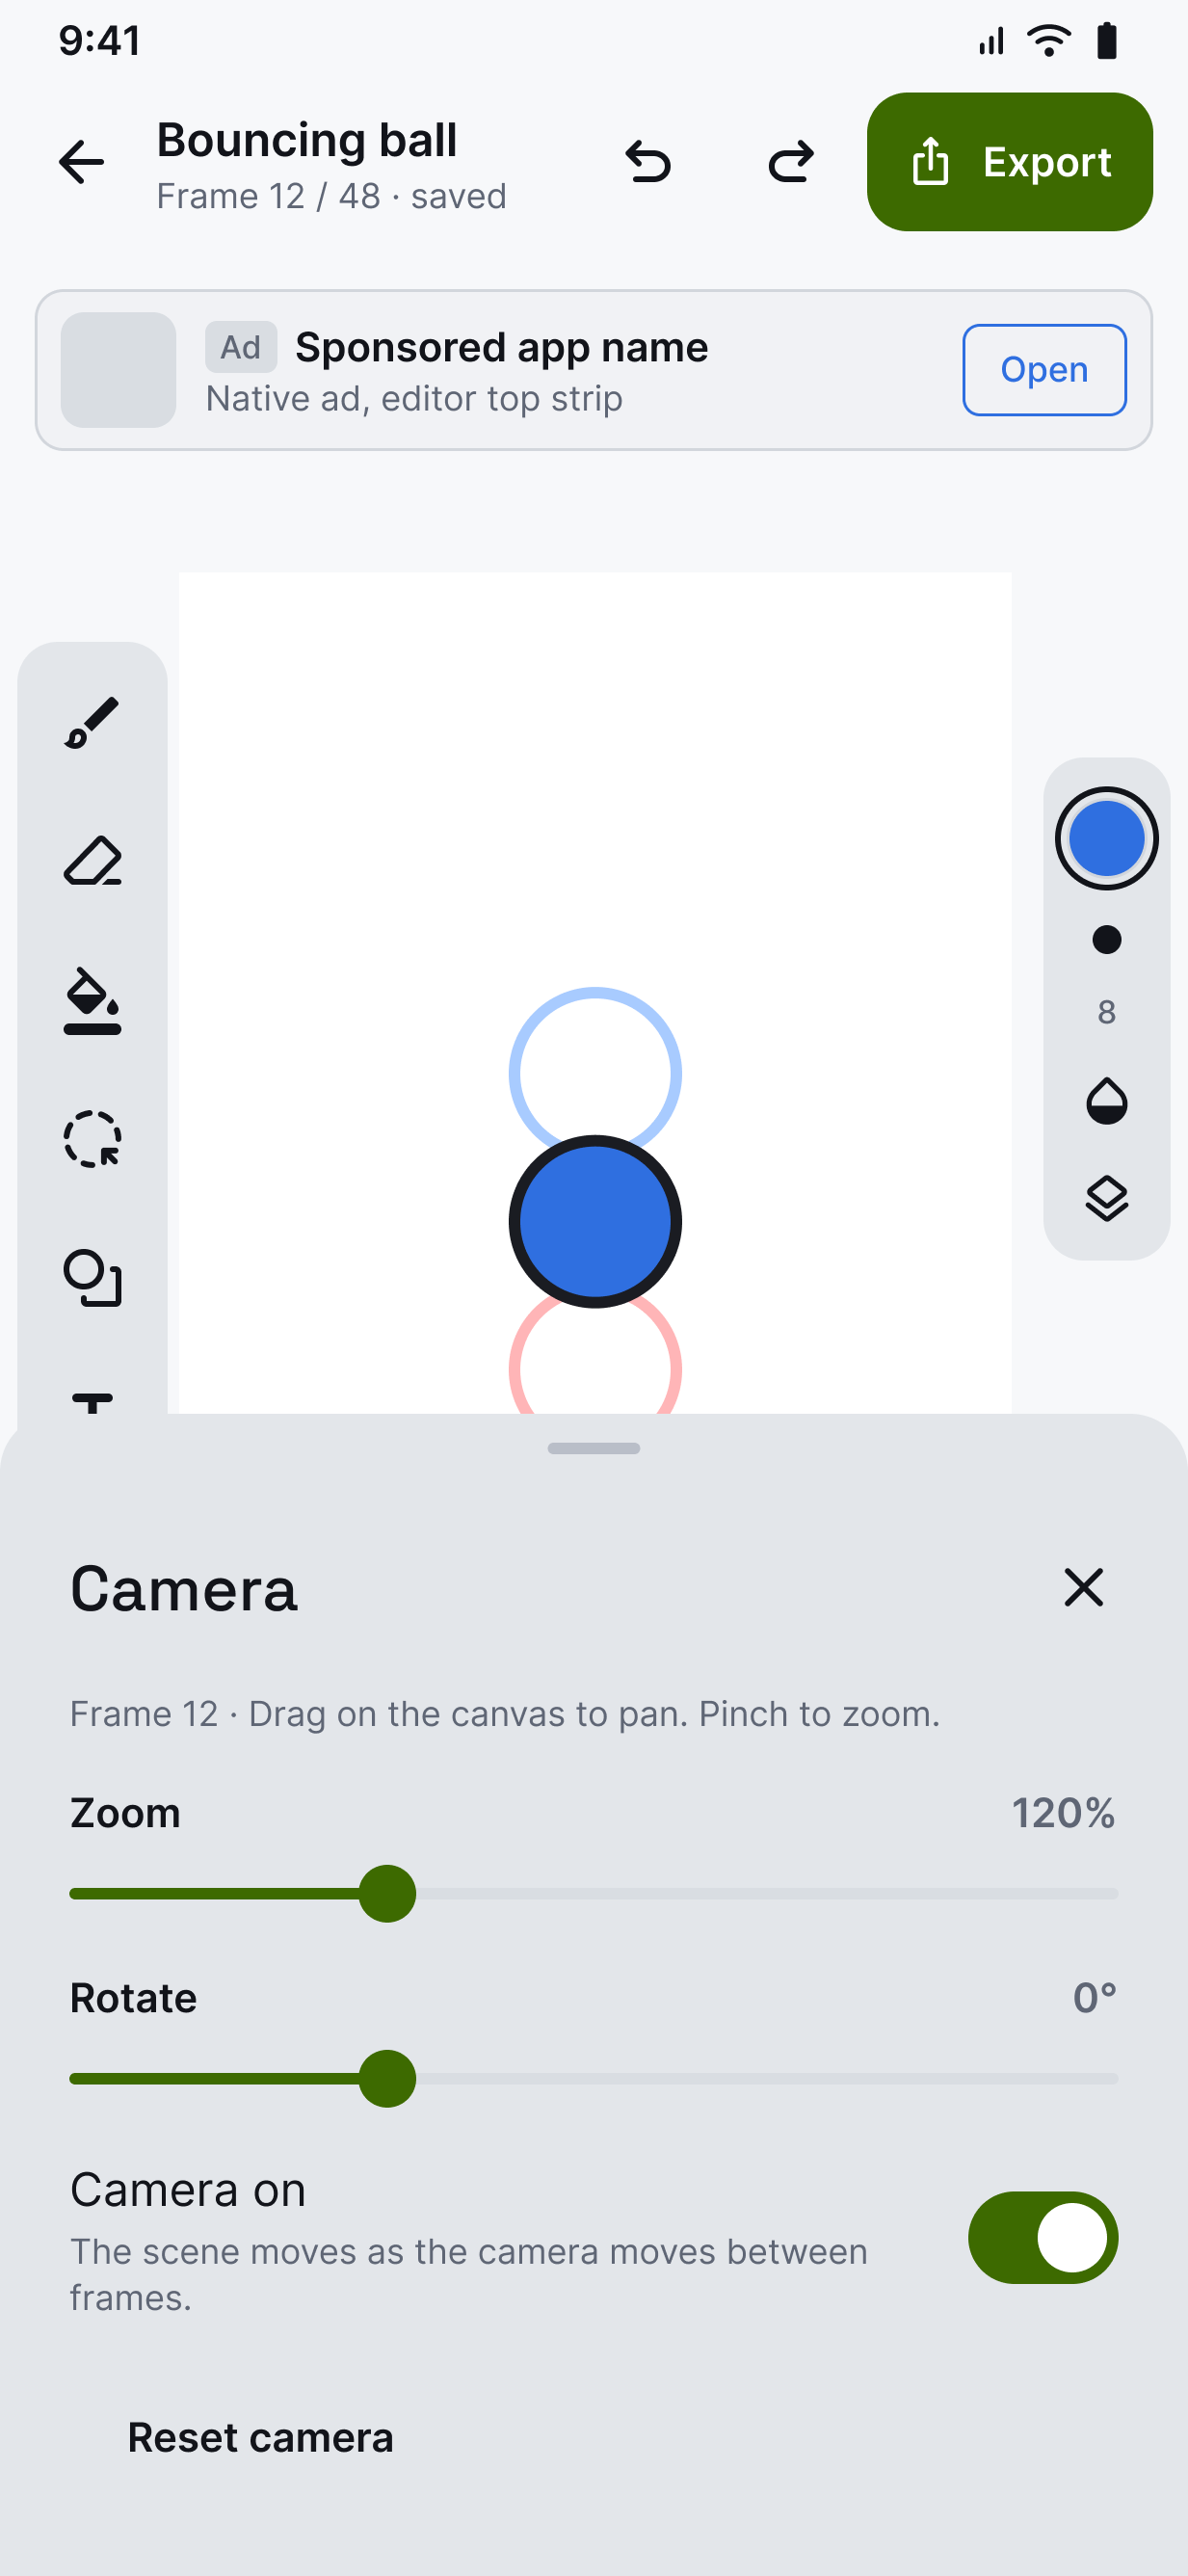 9:41
Bouncing ball
Frame 12 / 48 · saved
Export
Ad Sponsored app name
Native ad, editor top strip
Open
8
Camera
Frame 12 · Drag on the canvas to pan. Pinch to zoom.
Zoom 120%
Rotate 0°
Camera on
The scene moves as the camera moves between
frames.
Reset camera